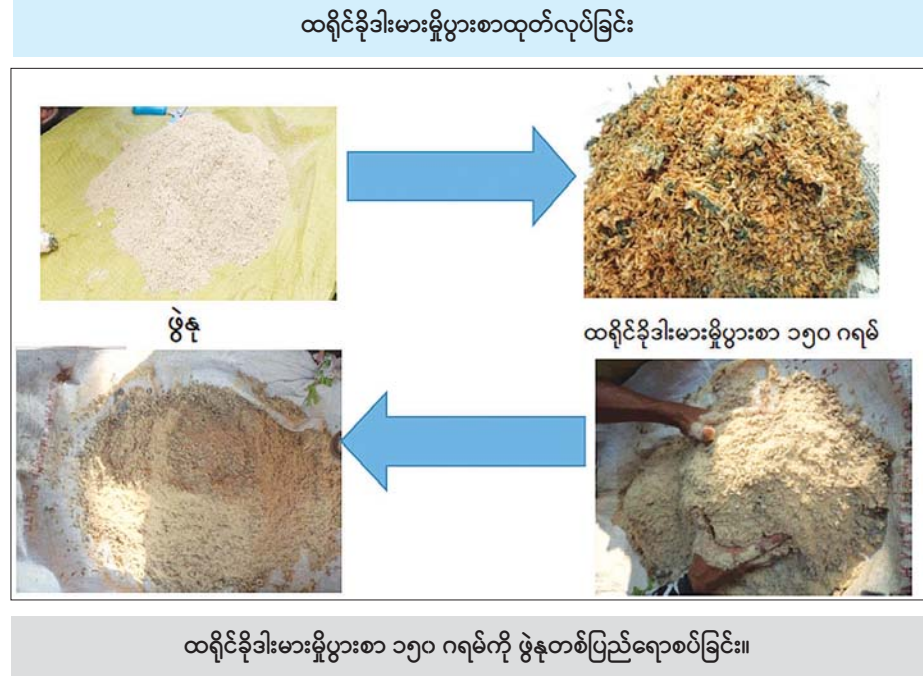 ထရိုင်ခိုဒါးမားမှိုပွားစာထုတ်လုပ်ခြင်း
ဖွဲနု
ထရိုင်ခိုဒါးမားမှိုပွားစာ ၁၅၀ ဂရမ်
ထရိုင်ခိုဒါးမားမှိုပွားစာ ၁၅၀ ဂရမ်ကို ဖွဲနုတစ်ပြည်ရောစပ်ခြင်း။